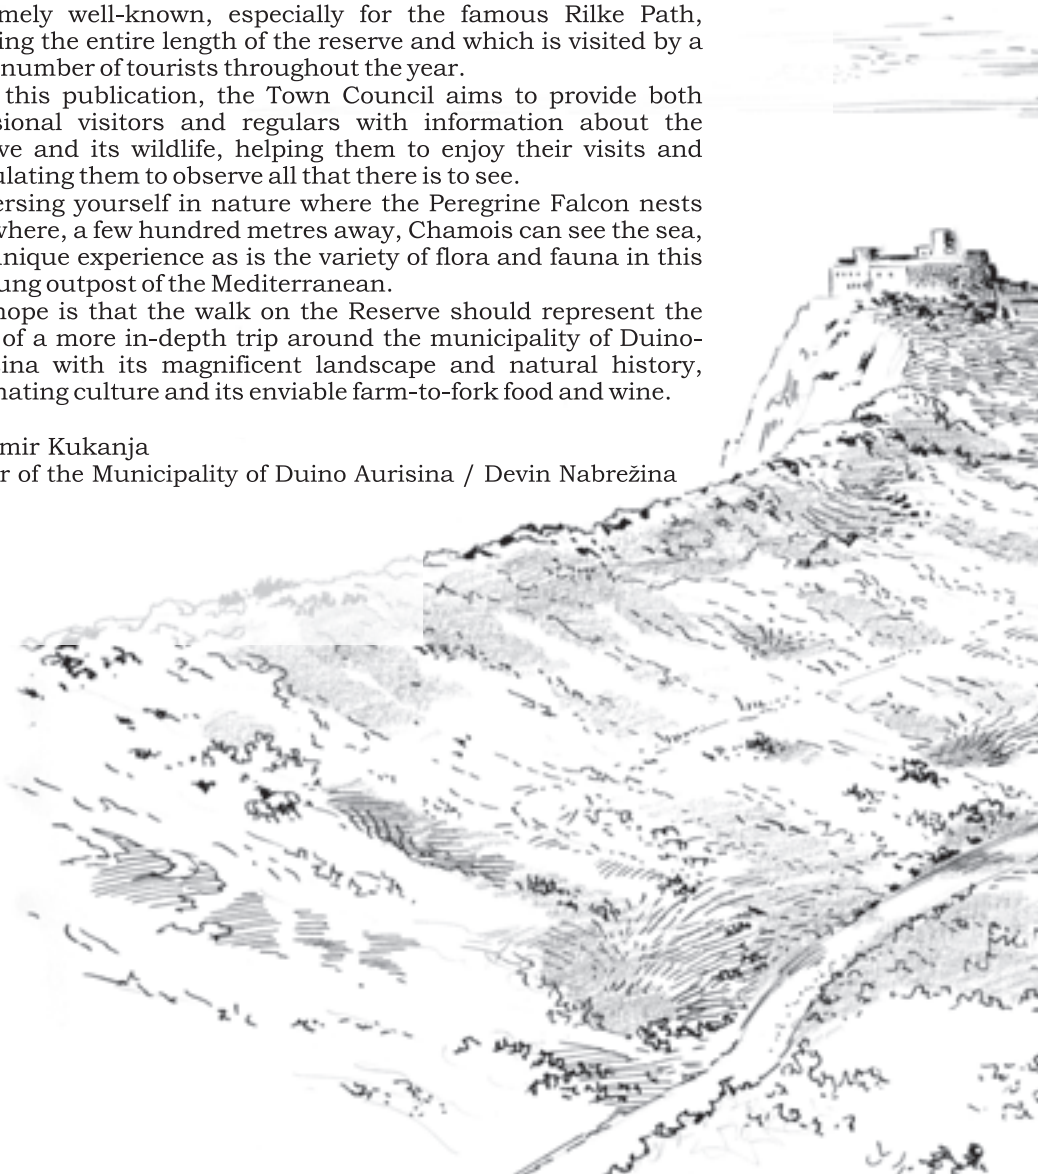 mely well-known, especially for the famous Rilke Path,
ing the entire length of the reserve and which is visited by a
number of tourists throughout the year.
this publication, the Town Council aims to provide both
sional visitors and regulars with information about the
ve and its wildlife, helping them to enjoy their visits and
ulating them to observe all that there is to see.
ersing yourself in nature where the Peregrine Falcon nests
where, a few hundred metres away, Chamois can see the sea,
unique experience as is the variety of flora and fauna in this
ung outpost of the Mediterranean.
hope is that the walk on the Reserve should represent the
of a more in-depth trip around the municipality of Duino-
ina with its magnificent landscape and natural history,
nating culture and its enviable farm-to-fork food and wine.
mir Kukanja
r of the Municipality of Duino Aurisina / Devin Nabrežina